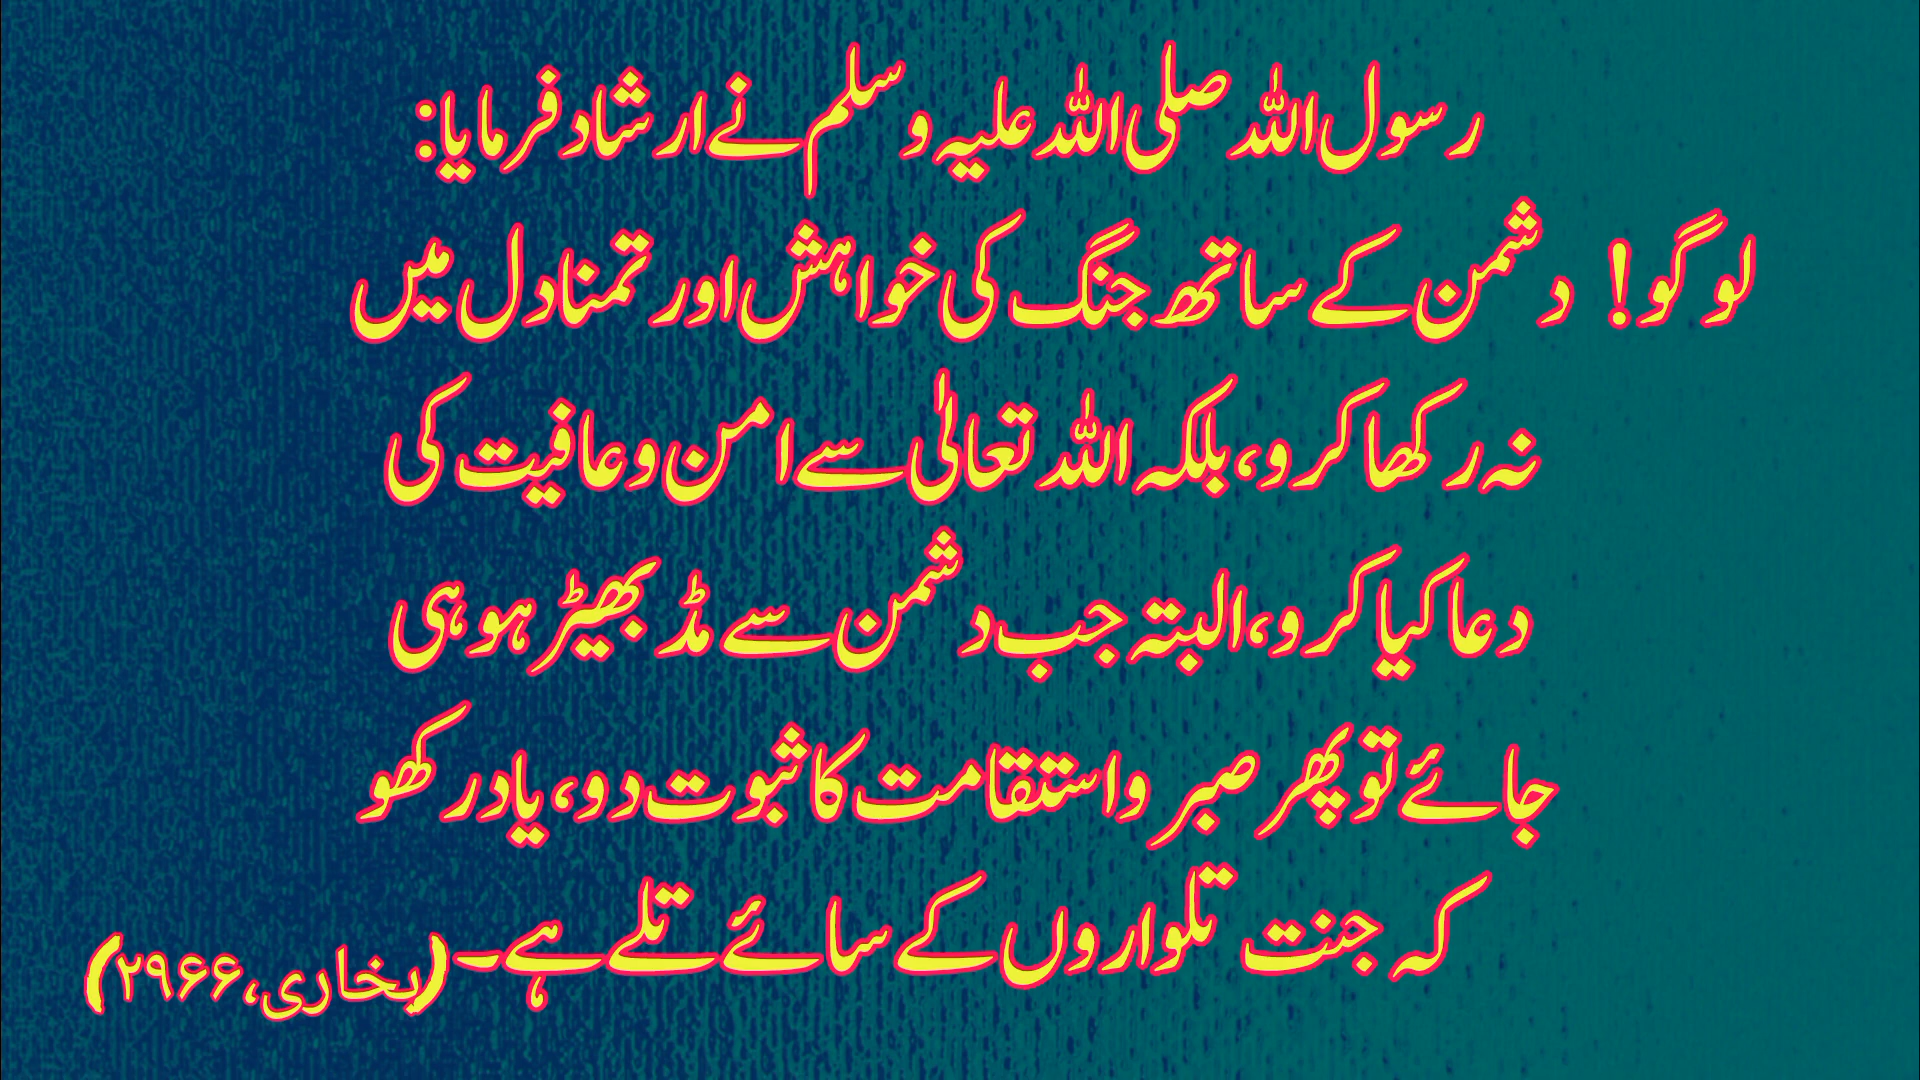 رسول اللہ صلی اللہ علیہ وسلم نے ارشاد فرمایا:
لوگو! دشمن کے ساتھ جنگ کی خواہش اور تمنا دل میں
نہ رکھا کرو، بلکہ اللہ تعالیٰ سے امن و عافیت کی
دعا کیا کرو، البتہ جب دشمن سے مڈ بھیڑ ہو ہی
جائے تو پھر صبر و استقامت کا ثبوت دو، یاد رکھو
کہ جنت تلواروں کے سائے تلے ہے۔ (بخاری، ۲۹۶۶)